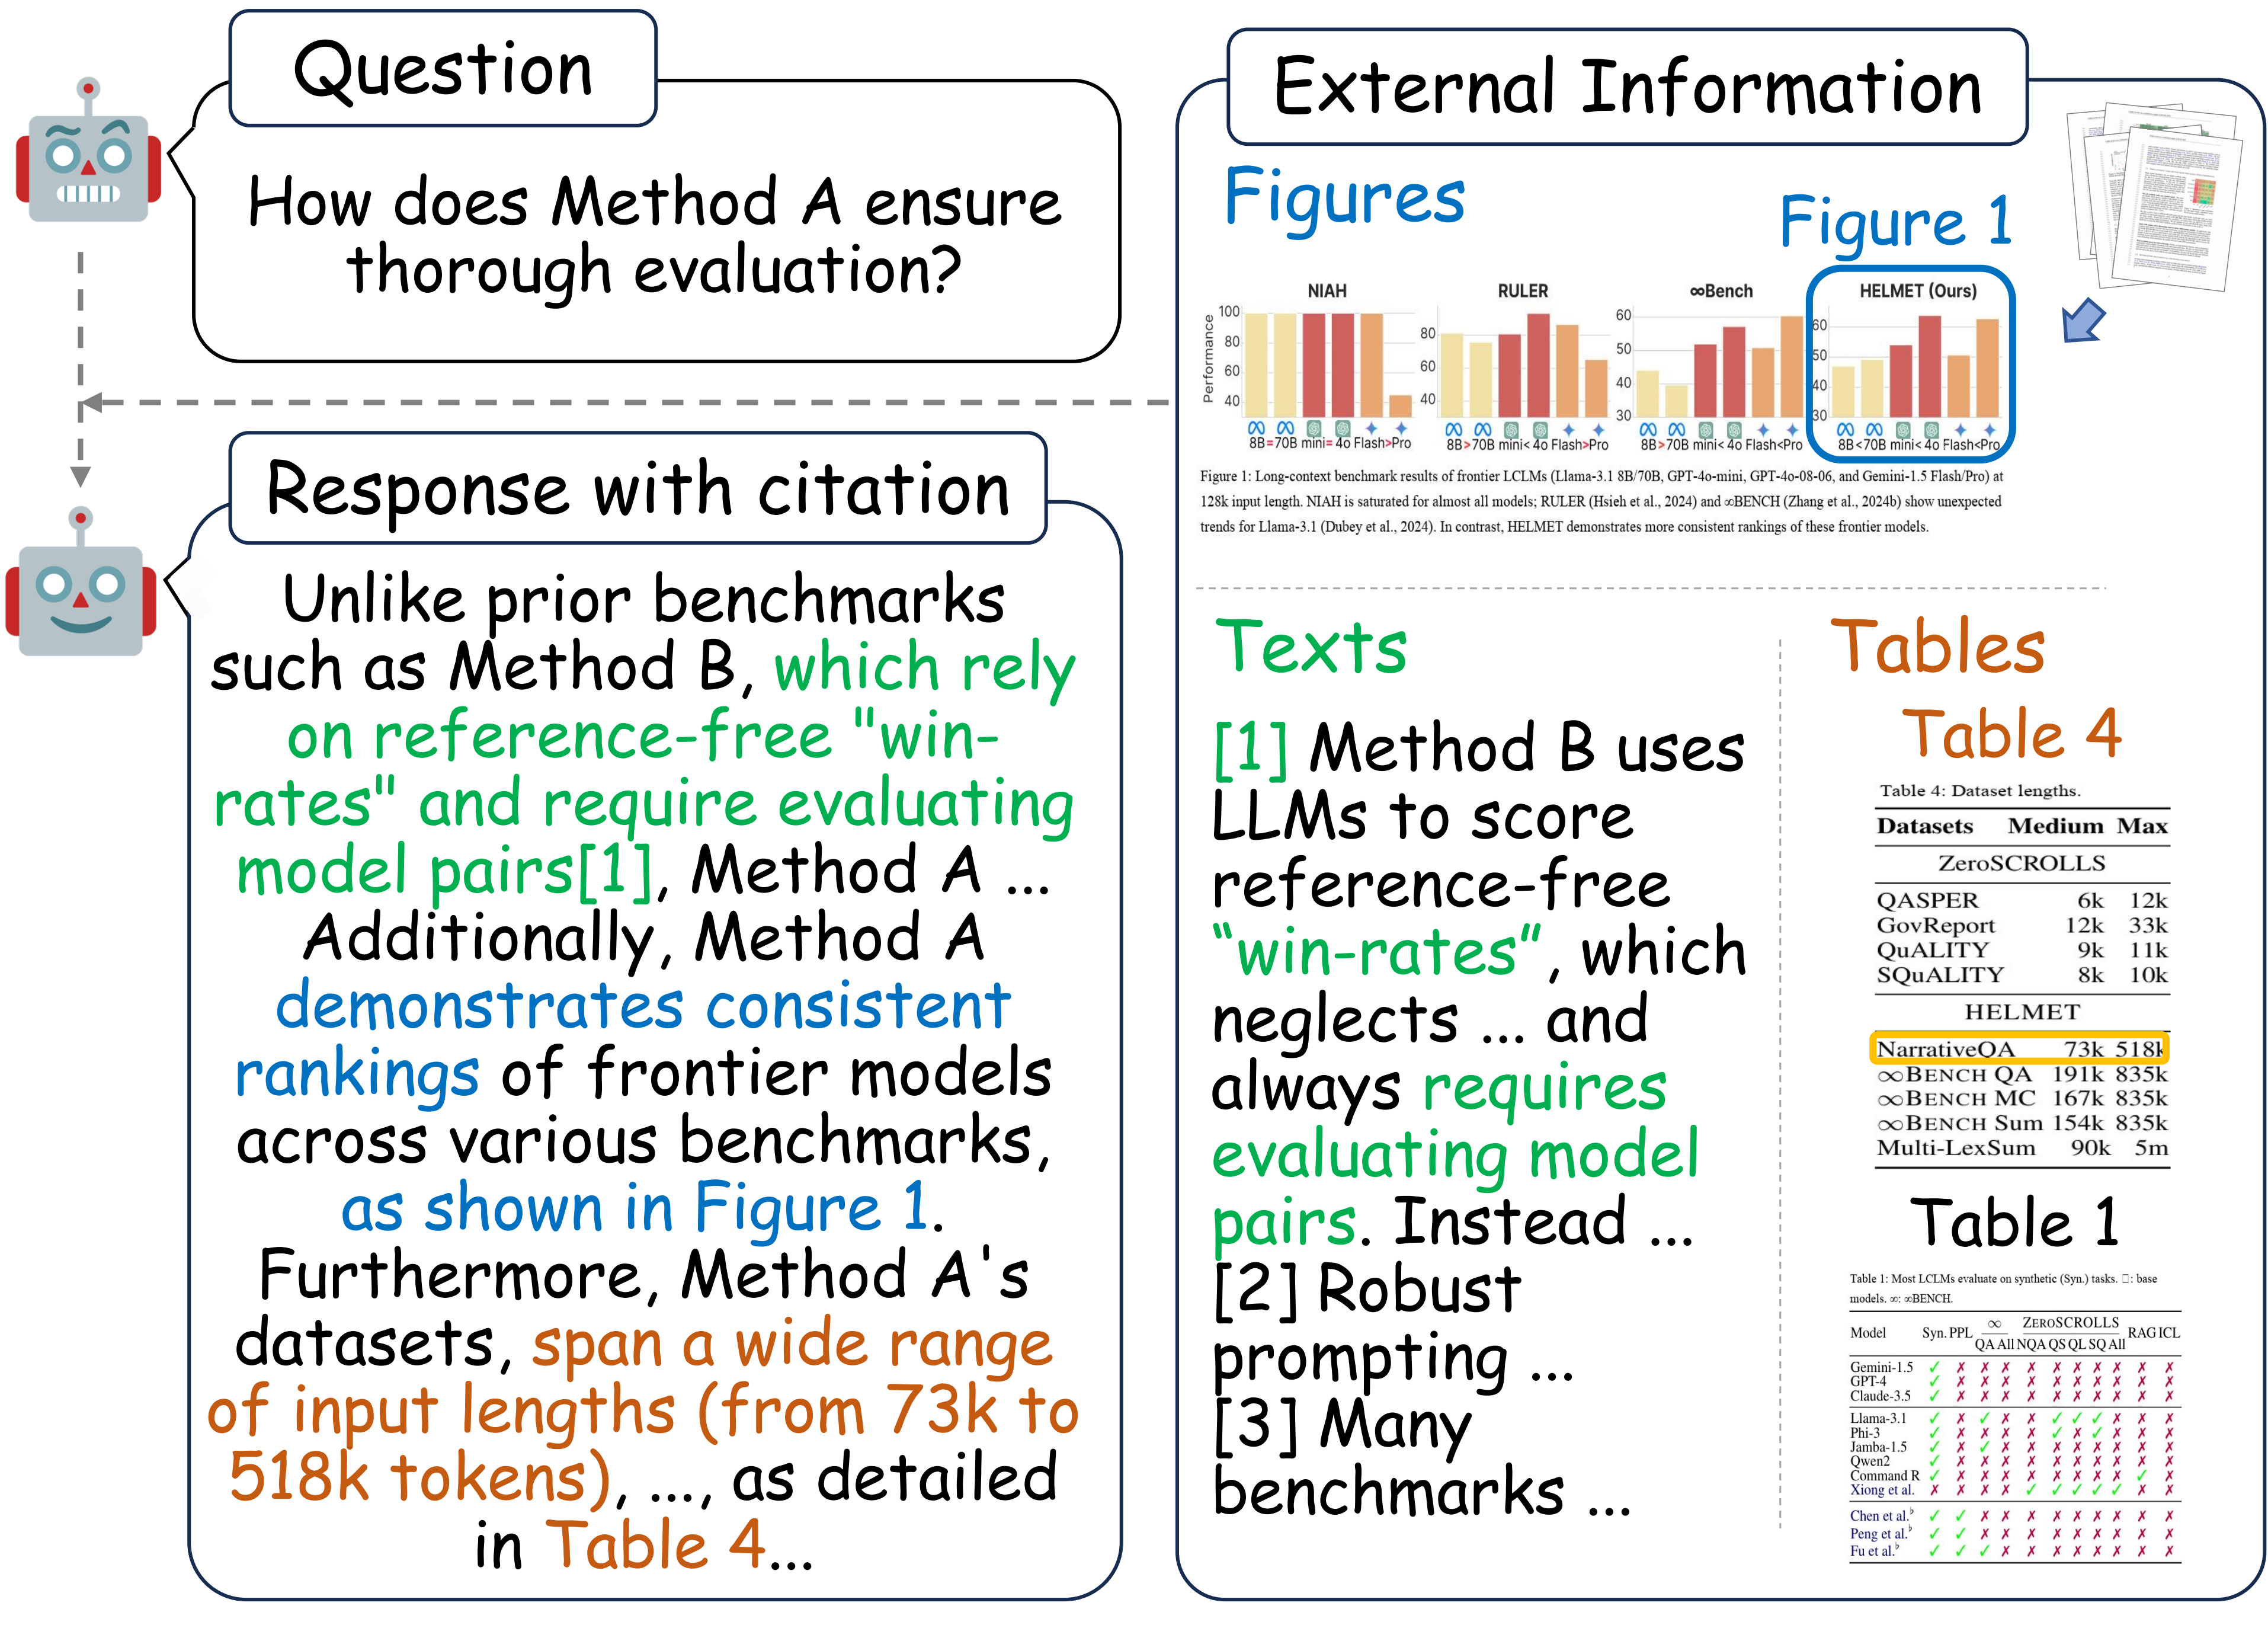 Question
How does Method A ensure
thorough evaluation?
Response with citation
Unlike prior benchmarks
such as Method B, which rely
on reference-free "win-
rates" and require evaluating
model pairs[1], Method A ...
Additionally, Method A
demonstrates consistent
rankings of frontier models
across various benchmarks,
as shown in Figure 1.
Furthermore, Method A's
datasets, span a wide range
of input lengths (from 73k to
518k tokens), ..., as detailed
in Table 4...
External Information
Figures
Figure 1
NIAH
Performance
100
80
60
40
8B=70B mini= 4o Flash>Pro
RULER
80
60
40
8B>70B mini< 4o Flash>Pro
∞Bench
60
50
40
30
8B>70B mini< 4o Flash<Pro
HELMET (Ours)
60
50
40
30
8B<70B mini< 4o Flash<Pro
Figure 1: Long-context benchmark results of frontier LCLMs (Llama-3.1 8B/70B, GPT-4o-mini, GPT-4o-08-06, and Gemini-1.5 Flash/Pro) at
128k input length. NIAH is saturated for almost all models; RULER (Hsieh et al., 2024) and ∞BENCH (Zhang et al., 2024b) show unexpected
trends for Llama-3.1 (Dubey et al., 2024). In contrast, HELMET demonstrates more consistent rankings of these frontier models.
Texts
[1] Method B uses
LLMs to score
reference-free
“win-rates”, which
neglects ... and
always requires
evaluating model
pairs. Instead ...
[2] Robust
prompting ...
[3] Many
benchmarks ...
Tables
Table 4
Table 4: Dataset lengths.
Datasets Medium Max
ZeroSCROLLS
QASPER 6k 12k
GovReport 12k 33k
QuALITY 9k 11k
SQuALITY 8k 10k
HELMET
NarrativeQA 73k 518k
∞BENCH QA 191k 835k
∞BENCH MC 167k 835k
∞BENCH Sum 154k 835k
Multi-LexSum 90k 5m
Table 1
Table 1: Most LCLMs evaluate on synthetic (Syn.) tasks. □: base
models. ∞: ∞BENCH.
Model Syn. PPL ∞ ZEROSCROLLS RAG ICL
QA All NQA QS QL SQ All
Gemini-1.5 ✓ ✗ ✗ ✗ ✗ ✗ ✗ ✗ ✗ ✗ ✗
GPT-4 ✓ ✗ ✗ ✗ ✗ ✗ ✗ ✗ ✗ ✗ ✗
Claude-3.5 ✓ ✗ ✗ ✗ ✗ ✗ ✗ ✗ ✗ ✗ ✗
Llama-3.1 ✓ ✗ ✓ ✗ ✗ ✓ ✓ ✓ ✗ ✗ ✗
Phi-3 ✓ ✗ ✗ ✗ ✗ ✓ ✗ ✓ ✗ ✗ ✗
Jamba-1.5 ✓ ✗ ✓ ✗ ✗ ✗ ✗ ✗ ✗ ✗ ✗
Qwen2 ✓ ✗ ✗ ✗ ✗ ✗ ✗ ✗ ✗ ✗ ✗
Command R ✓ ✗ ✗ ✗ ✗ ✗ ✗ ✗ ✗ ✓ ✗
Xiong et al. ✗ ✗ ✗ ✗ ✓ ✓ ✓ ✓ ✓ ✗ ✗
Chen et al.♭ ✓ ✓ ✗ ✗ ✗ ✗ ✗ ✗ ✗ ✗ ✗
Peng et al.♭ ✓ ✓ ✗ ✗ ✗ ✗ ✗ ✗ ✗ ✗ ✗
Fu et al.♭ ✓ ✓ ✓ ✗ ✗ ✗ ✗ ✗ ✗ ✗ ✗